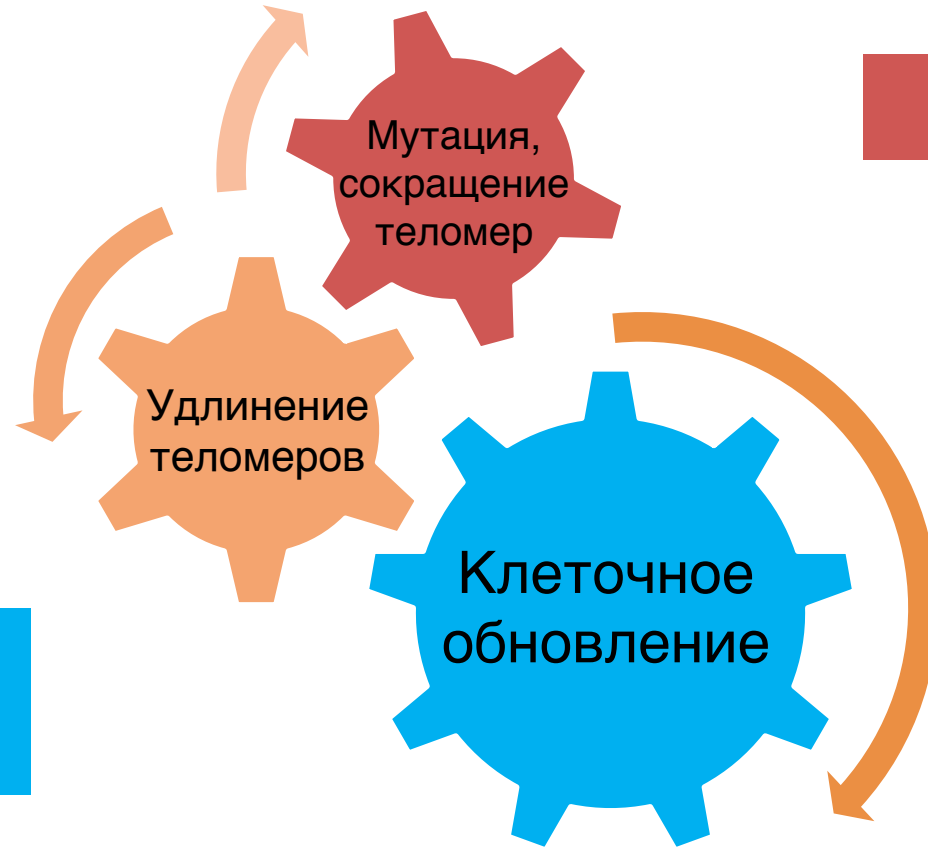 Мутация,
сокращение
теломер
Удлинение
теломеров
Клеточное
обновление